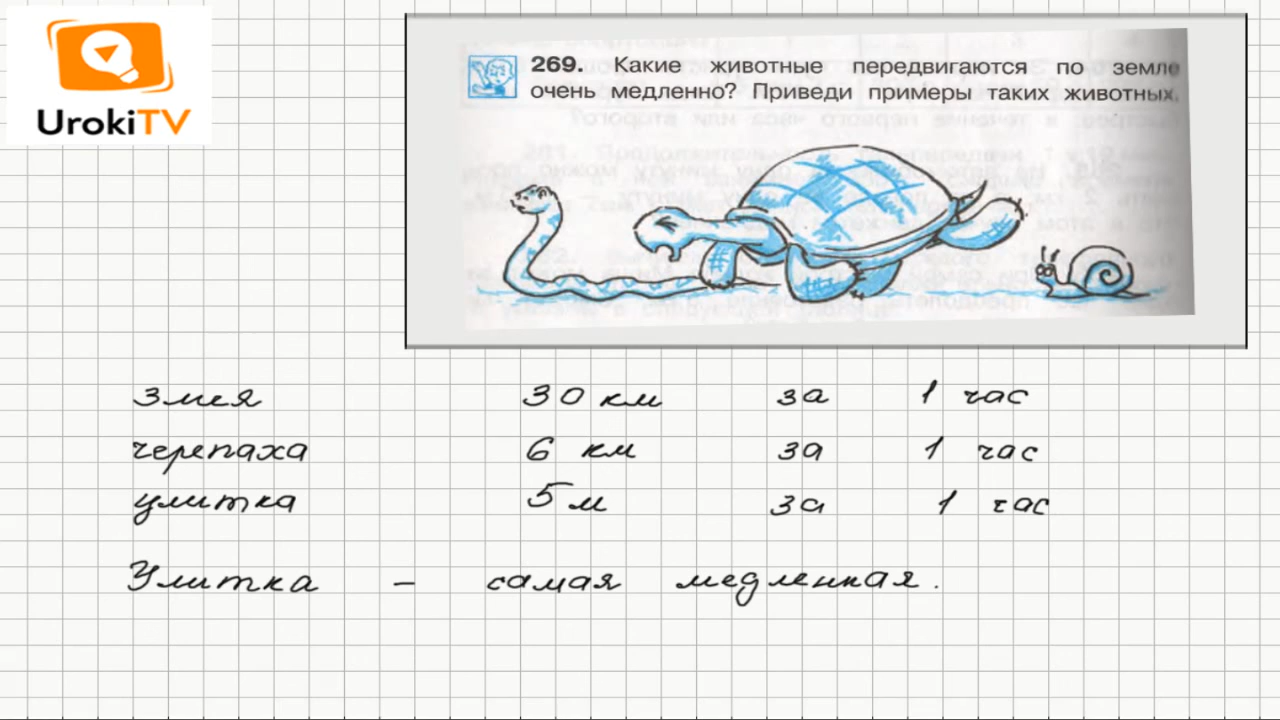 UrokiTV
269. Какие животные передвигаются по земле
очень медленно? Приведи примеры таких животных.
змея 30 км за 1 час
черепаха 6 км за 1 час
улитка 5 м за 1 час
Улитка – самая медленная.